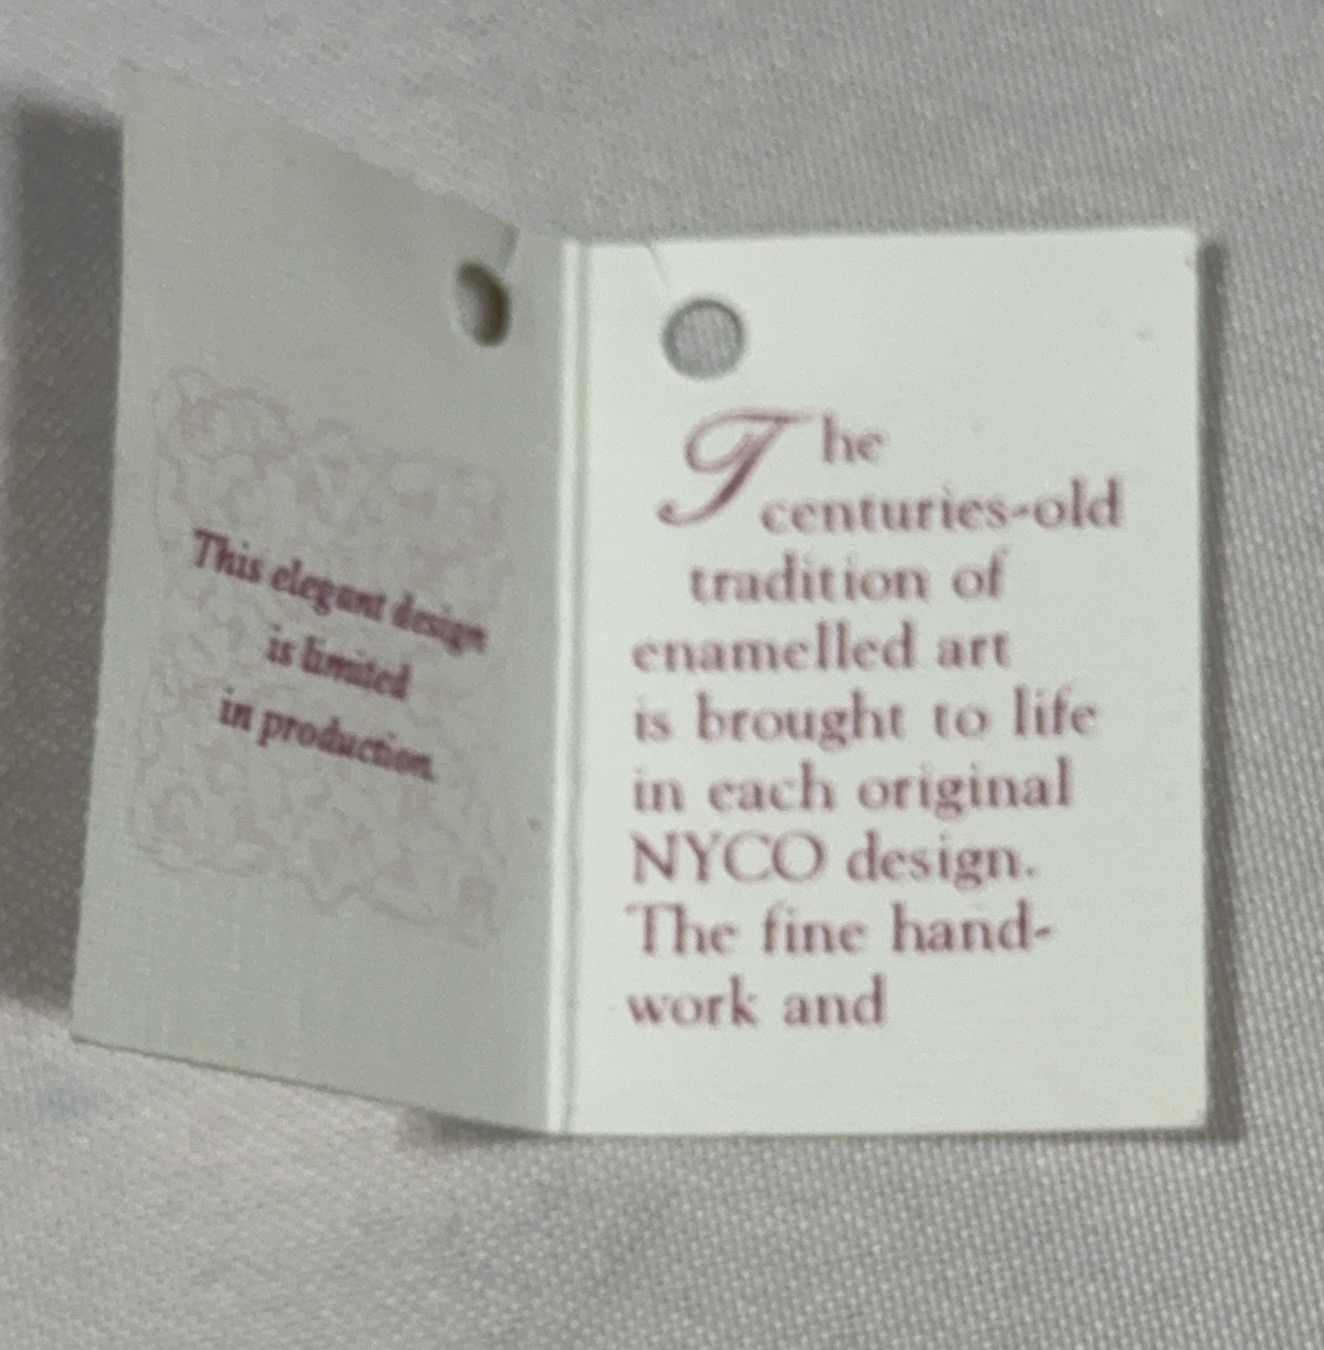 This elegant design
is limited
in production.
The
centuries-old
tradition of
enamelled art
is brought to life
in each original
NYCO design.
The fine hand-
work and